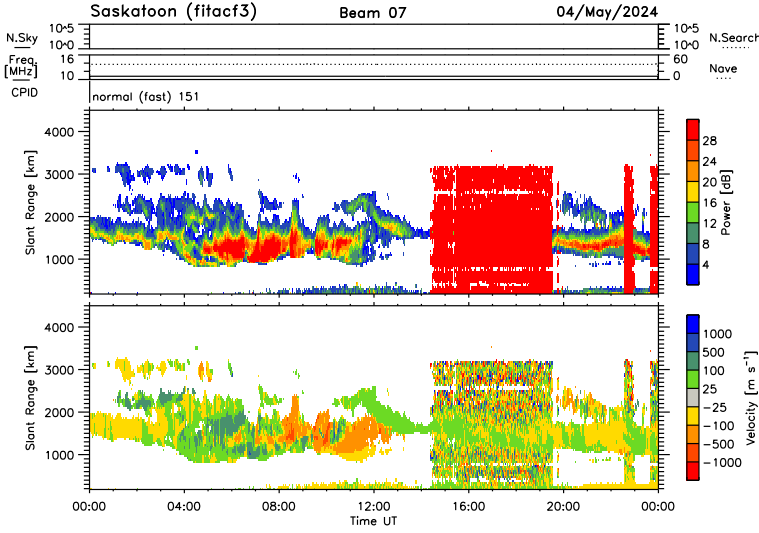 Saskatoon (fitacf3) Beam 07 04/May/2024
N.Sky 10^5 10^0 10^5 10^0 N.Search
Freq. [MHz] 16 10 60 0 Nave
CPID normal (fast) 151
Slant Range [km] 4000 3000 2000 1000
Power [dB] 28 24 20 16 12 8 4
Slant Range [km] 4000 3000 2000 1000
Velocity [m s⁻¹] 1000 500 100 25 −25 −100 −500 −1000
00:00 04:00 08:00 12:00 16:00 20:00 00:00
Time UT